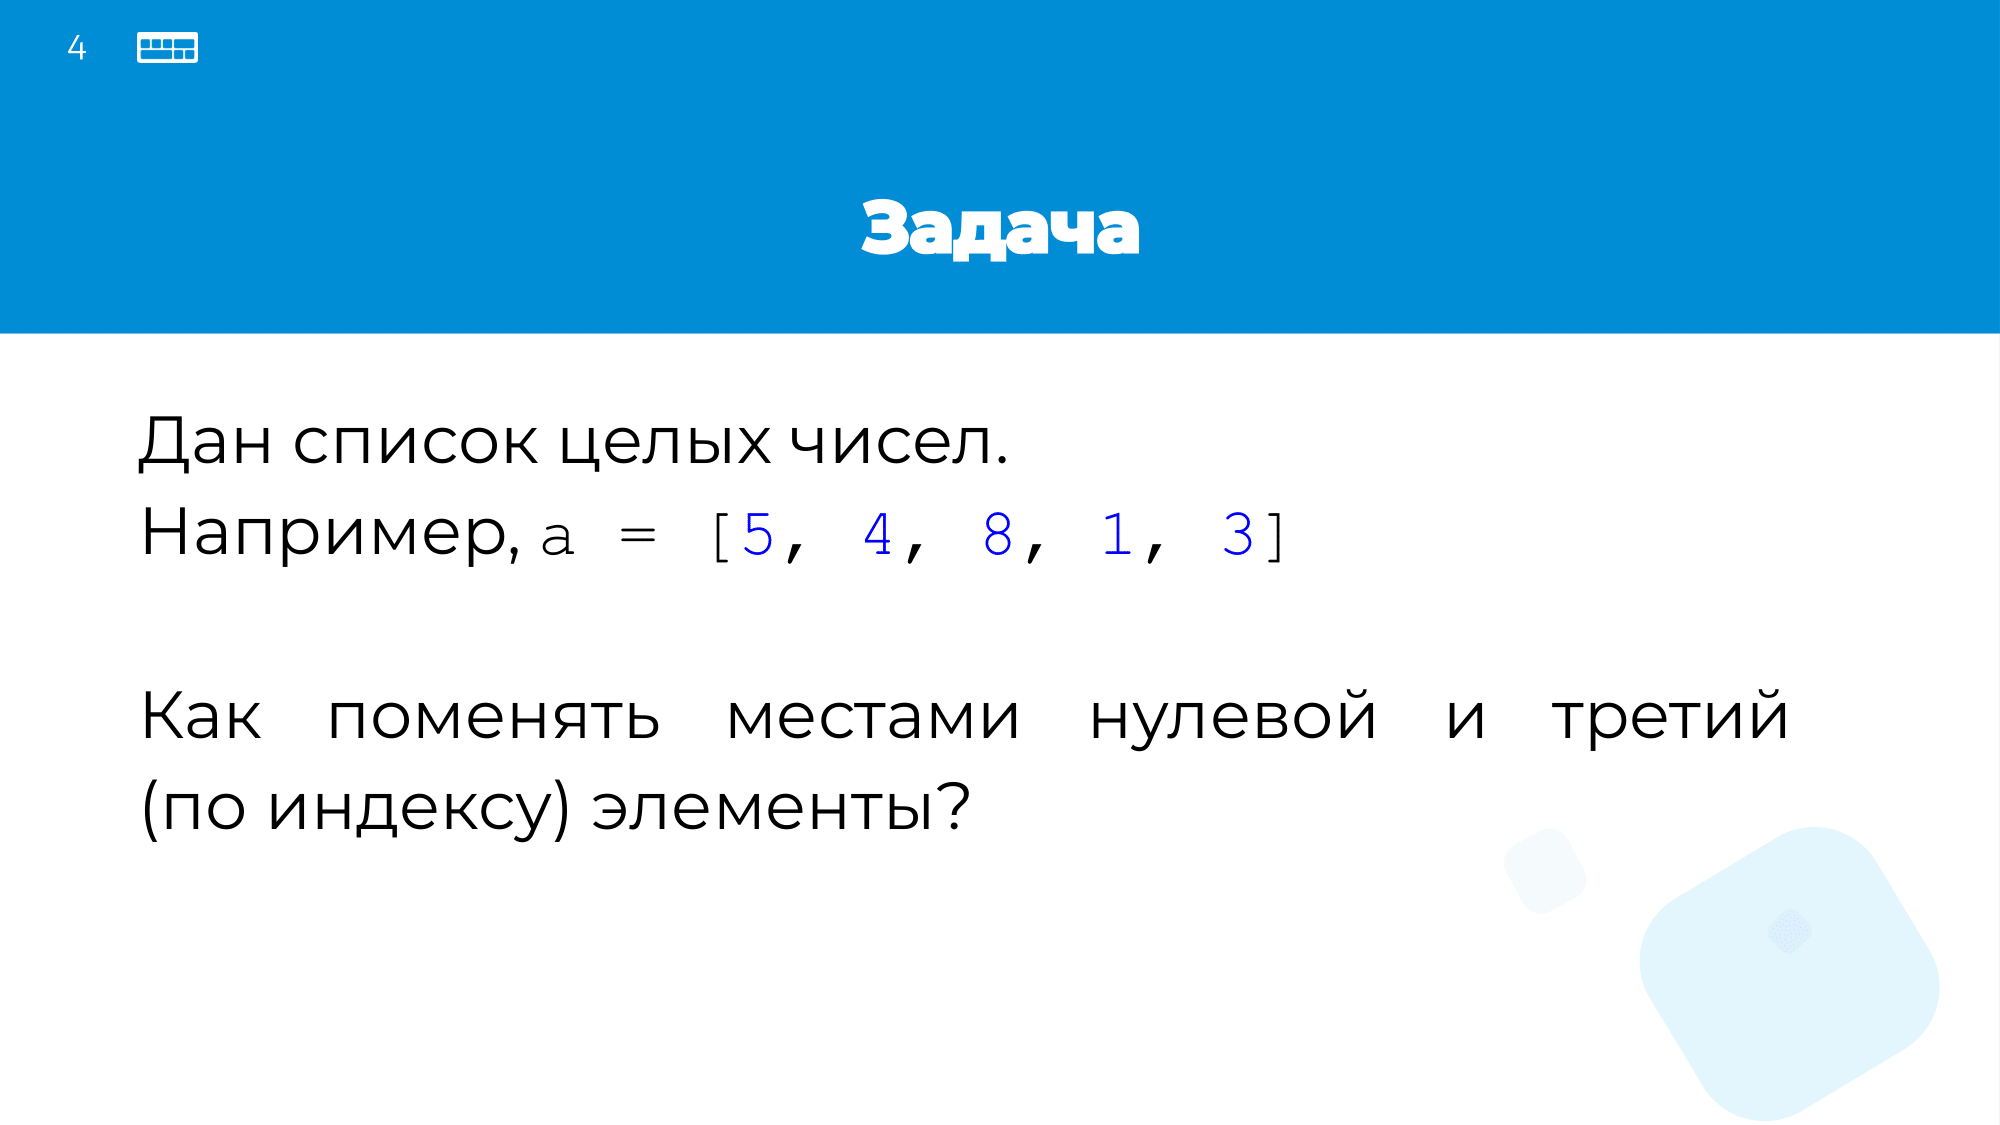 4
Задача
Дан список целых чисел.
Например, a = [5, 4, 8, 1, 3]
Как поменять местами нулевой и третий
(по индексу) элементы?